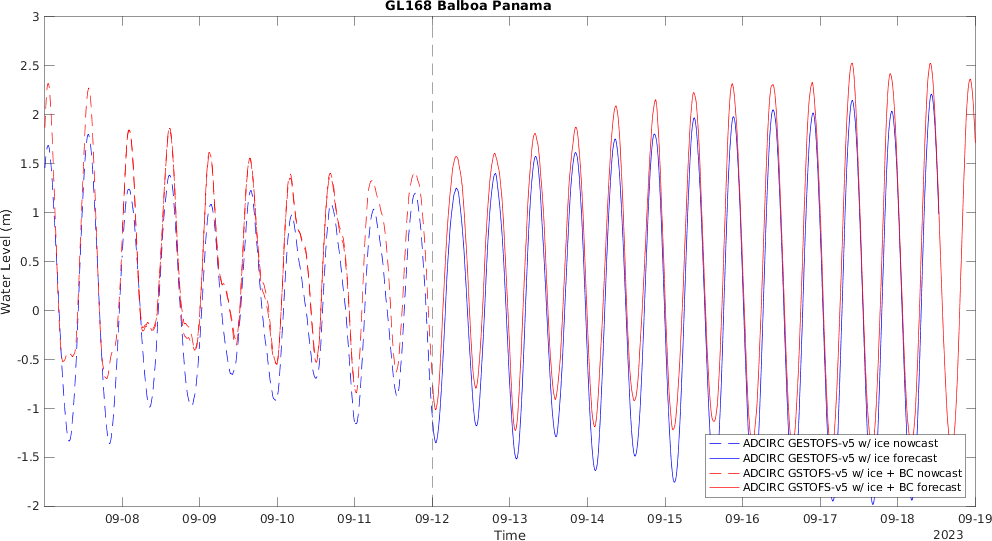 GL168 Balboa Panama
3
2.5
2
1.5
1
0.5
0
-0.5
-1
-1.5
-2
Water Level (m)
ADCIRC GESTOFS-v5 w/ ice nowcast
ADCIRC GESTOFS-v5 w/ ice forecast
ADCIRC GSTOFS-v5 w/ ice + BC nowcast
ADCIRC GSTOFS-v5 w/ ice + BC forecast
09-08 09-09 09-10 09-11 09-12 09-13 09-14 09-15 09-16 09-17 09-18 09-19
Time
2023